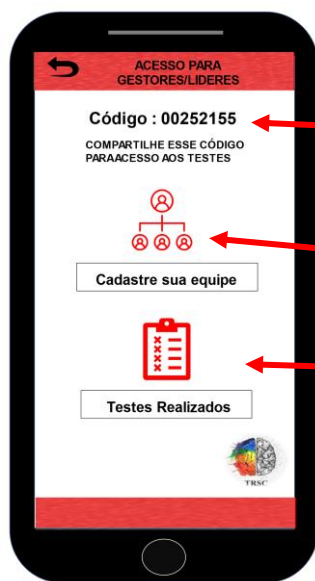 ACESSO PARA
GESTORES/LIDERES
Código : 00252155
COMPARTILHE ESSE CÓDIGO
PARAACESSO AOS TESTES
Cadastre sua equipe
Testes Realizados
TRSC